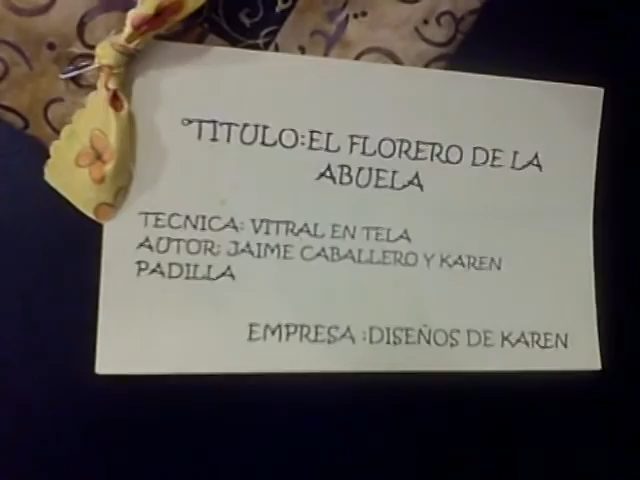 °TITULO:EL FLORERO DE LA
ABUELA
TECNICA: VITRAL EN TELA
AUTOR: JAIME CABALLERO Y KAREN
PADILLA
EMPRESA :DISEÑOS DE KAREN